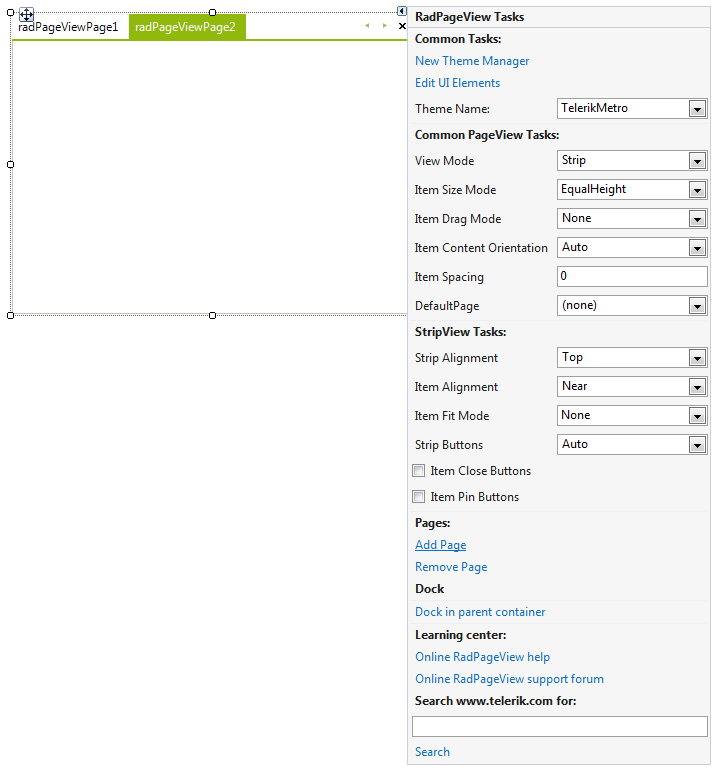 radPageViewPage1 radPageViewPage2
RadPageView Tasks
Common Tasks:
New Theme Manager
Edit UI Elements
Theme Name: TelerikMetro
Common PageView Tasks:
View Mode Strip
Item Size Mode EqualHeight
Item Drag Mode None
Item Content Orientation Auto
Item Spacing 0
DefaultPage (none)
StripView Tasks:
Strip Alignment Top
Item Alignment Near
Item Fit Mode None
Strip Buttons Auto
Item Close Buttons
Item Pin Buttons
Pages:
Add Page
Remove Page
Dock
Dock in parent container
Learning center:
Online RadPageView help
Online RadPageView support forum
Search www.telerik.com for:
Search